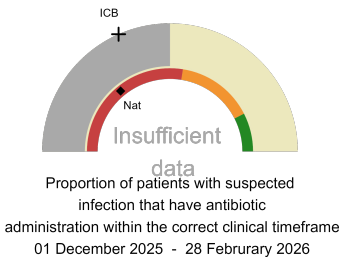 ICB
Nat
Insufficient
data
Proportion of patients with suspected
infection that have antibiotic
administration within the correct clinical timeframe
01 December 2025  -  28 Februrary 2026